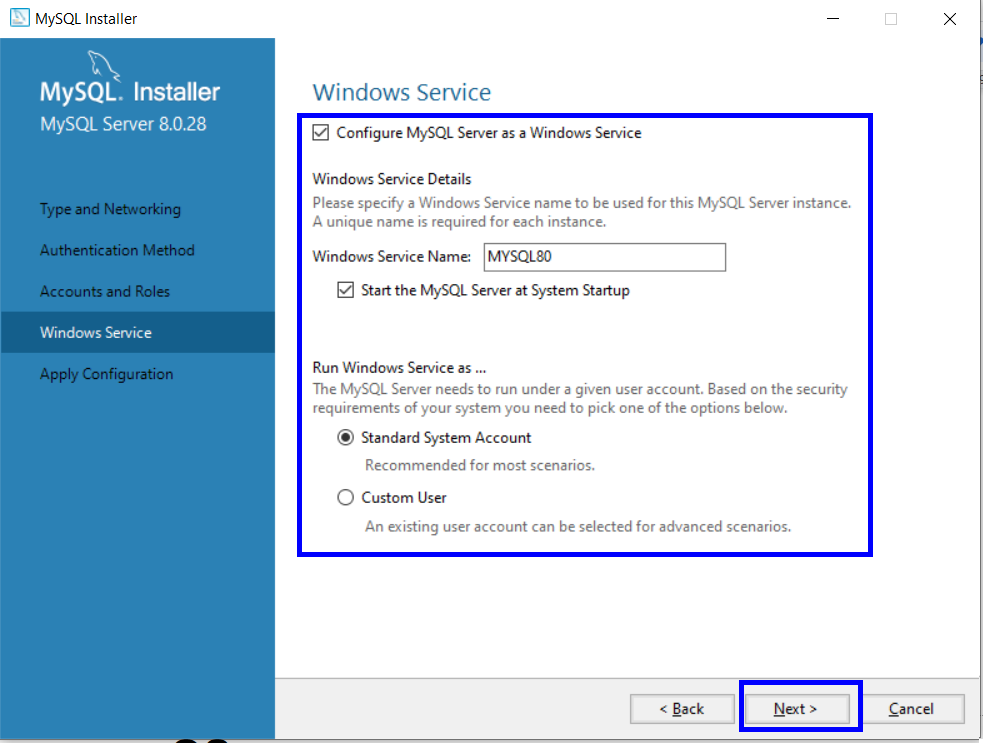 MySQL Installer
MySQL. Installer
MySQL Server 8.0.28
Type and Networking
Authentication Method
Accounts and Roles
Windows Service
Apply Configuration
Windows Service
Configure MySQL Server as a Windows Service
Windows Service Details
Please specify a Windows Service name to be used for this MySQL Server instance.
A unique name is required for each instance.
Windows Service Name: MYSQL80
Start the MySQL Server at System Startup
Run Windows Service as ...
The MySQL Server needs to run under a given user account. Based on the security
requirements of your system you need to pick one of the options below.
Standard System Account
Recommended for most scenarios.
Custom User
An existing user account can be selected for advanced scenarios.
< Back
Next >
Cancel